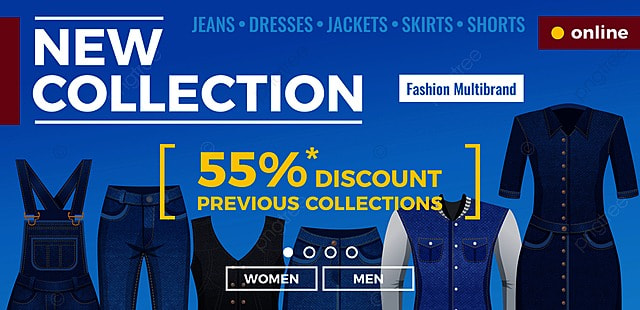 JEANS • DRESSES • JACKETS • SKIRTS • SHORTS
online
NEW
COLLECTION
Fashion Multibrand
55%* DISCOUNT
PREVIOUS COLLECTIONS
WOMEN
MEN